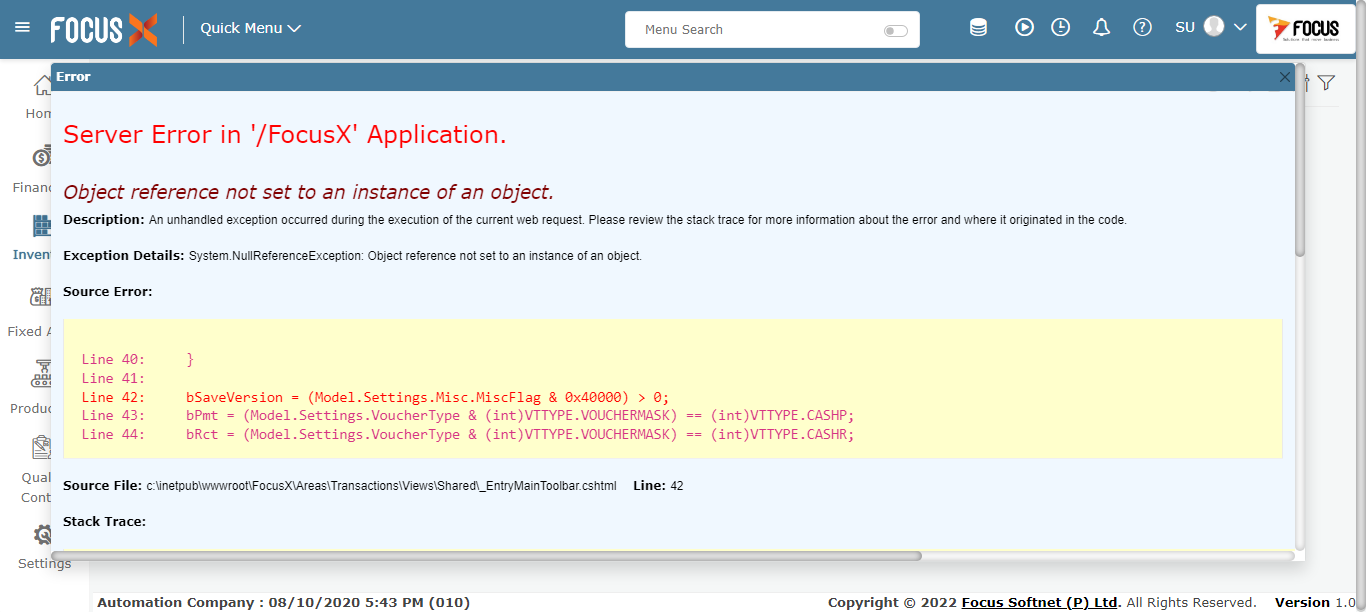 FOCUS X
Quick Menu
Menu Search
SU
FOCUS
Error
Home
Server Error in '/FocusX' Application.
Financ
Object reference not set to an instance of an object.
Description: An unhandled exception occurred during the execution of the current web request. Please review the stack trace for more information about the error and where it originated in the code.
Inven
Exception Details: System.NullReferenceException: Object reference not set to an instance of an object.
Source Error:
Fixed A
Line 40: }
Line 41:
Line 42: bSaveVersion = (Model.Settings.Misc.MiscFlag & 0x40000) > 0;
Line 43: bPmt = (Model.Settings.VoucherType & (int)VTTYPE.VOUCHERMASK) == (int)VTTYPE.CASHP;
Line 44: bRct = (Model.Settings.VoucherType & (int)VTTYPE.VOUCHERMASK) == (int)VTTYPE.CASHR;
Produc
Qual
Cont
Source File: c:\inetpub\wwwroot\FocusX\Areas\Transactions\Views\Shared\_EntryMainToolbar.cshtml Line: 42
Stack Trace:
Settings
Automation Company : 08/10/2020 5:43 PM (010)
Copyright © 2022 Focus Softnet (P) Ltd. All Rights Reserved. Version 1.0